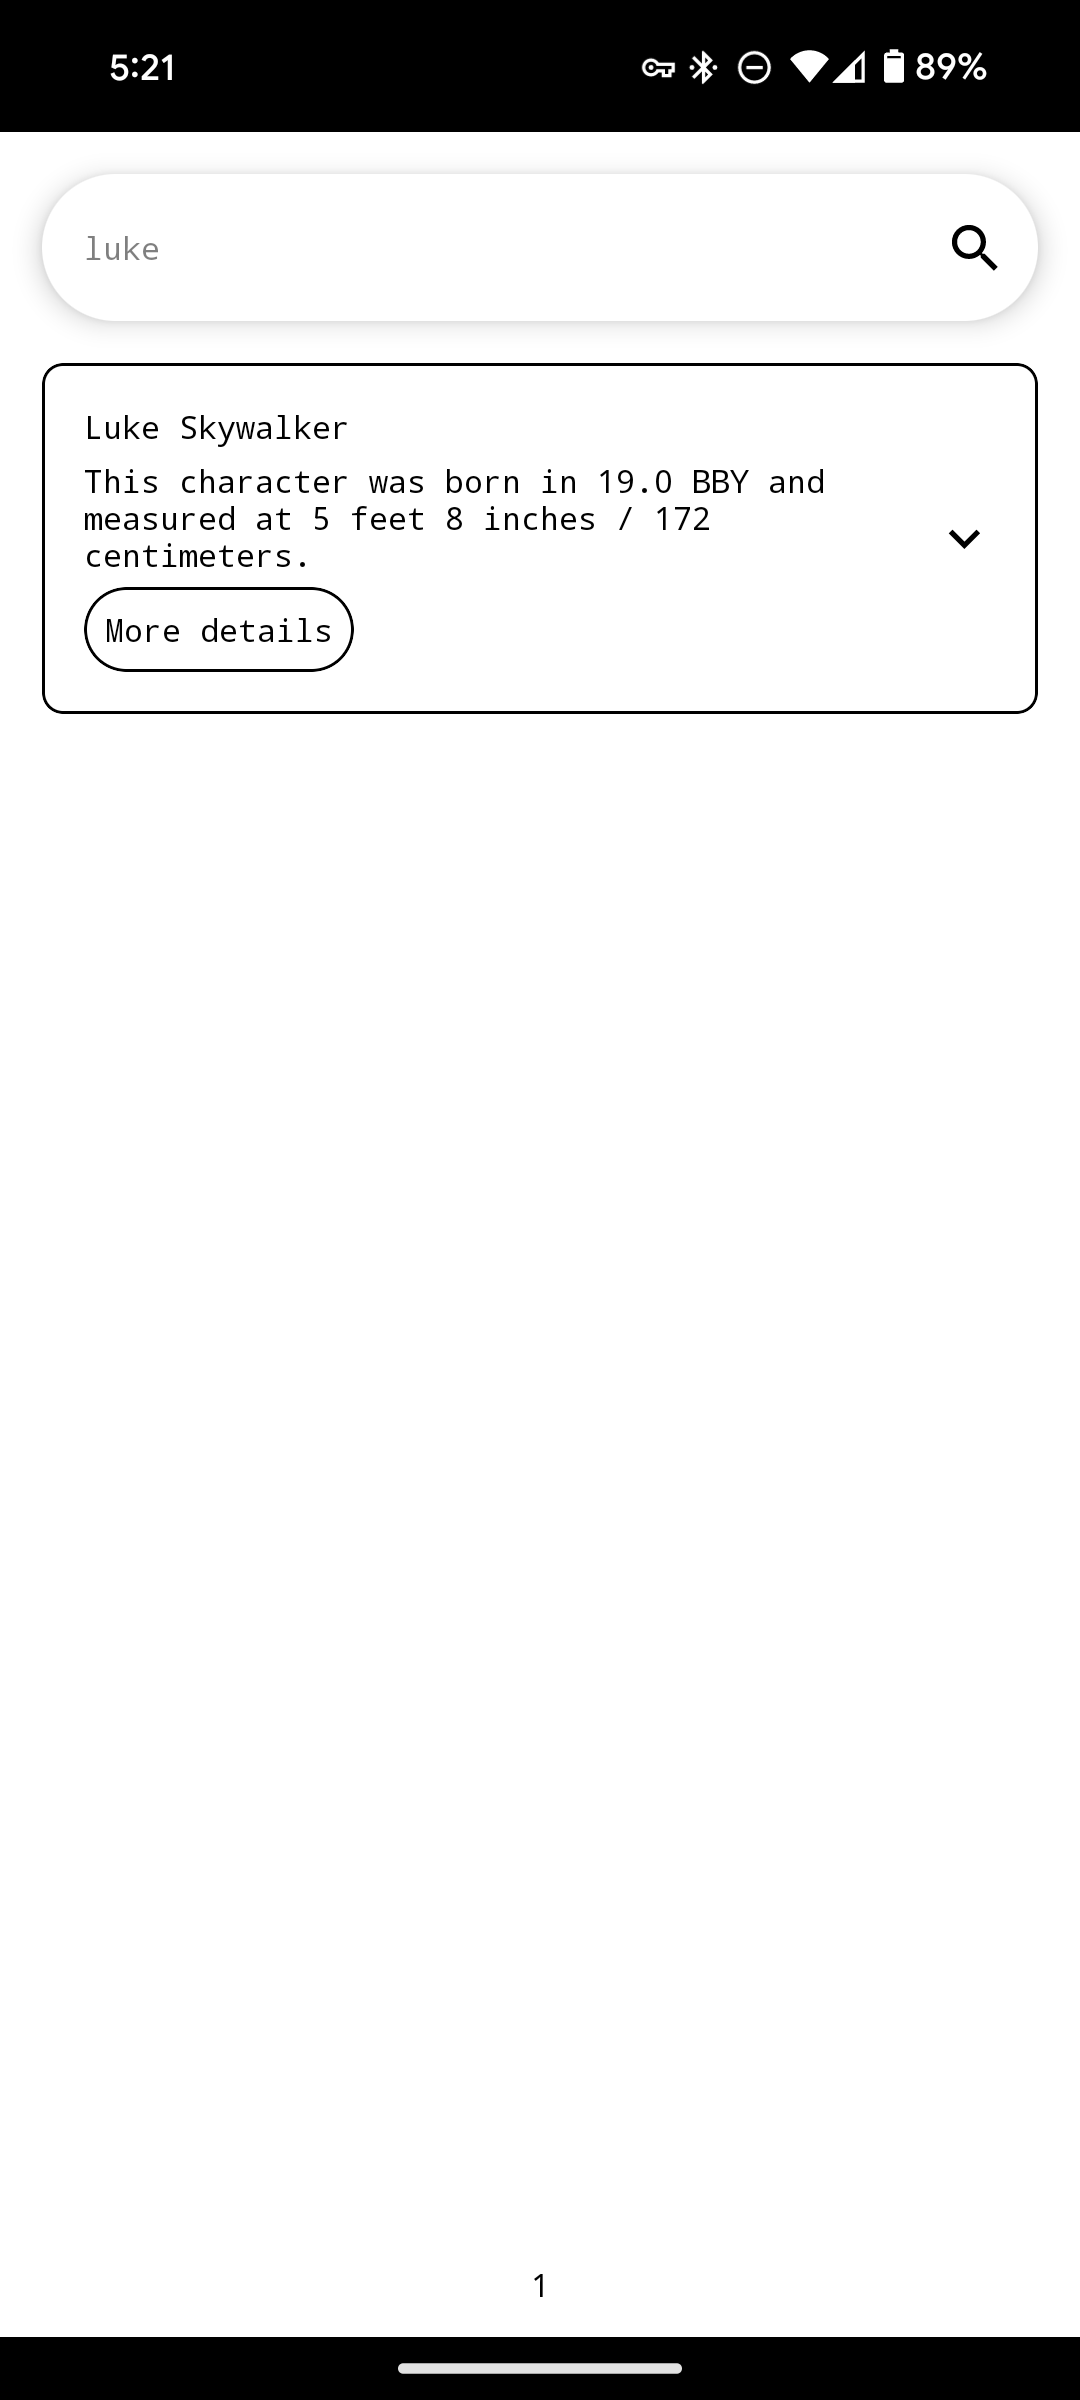 5:21
89%
luke
Luke Skywalker
This character was born in 19.0 BBY and
measured at 5 feet 8 inches / 172
centimeters.
More details
1